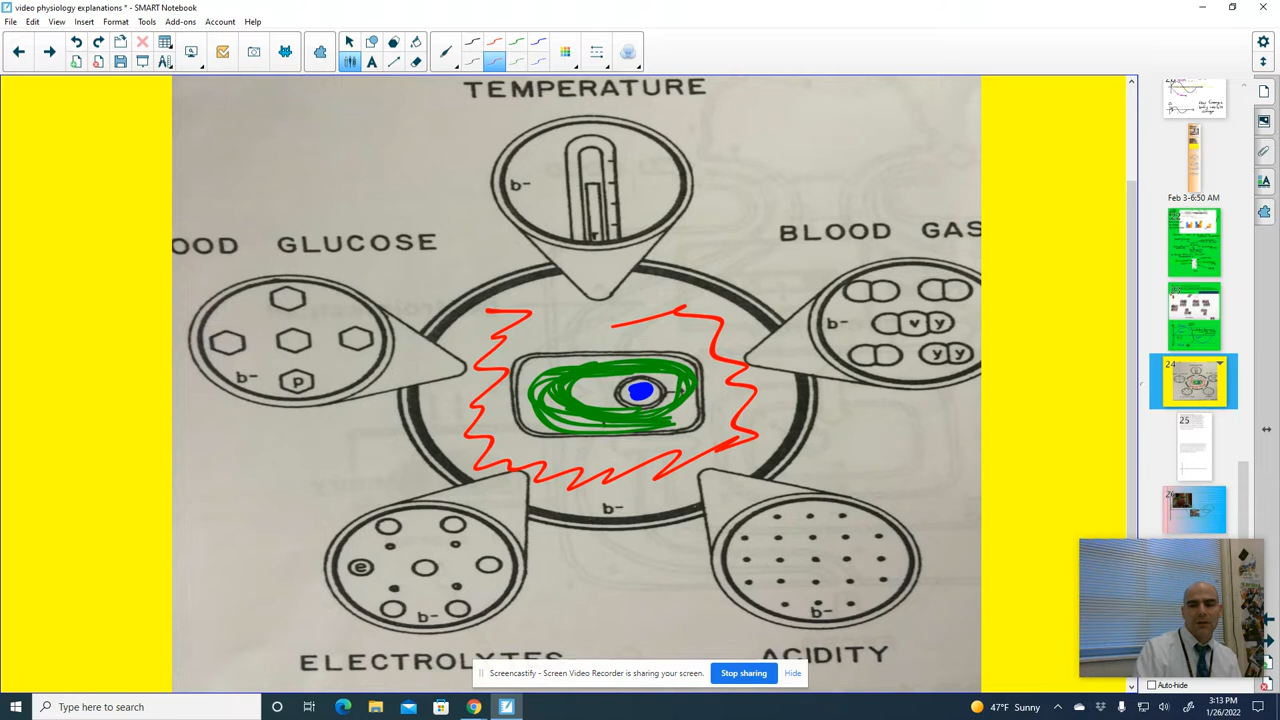 video physiology explanations * - SMART Notebook
File Edit View Insert Format Tools Add-ons Account Help
TEMPERATURE
b-
OOD GLUCOSE
BLOOD GAS
b-
v y
y y
b-
p
b-
e
b-
b-
ELECTROLYTES
ACIDITY
Screencastify - Screen Video Recorder is sharing your screen.
Stop sharing
Hide
Feb 3-6:50 AM
24
25
26
Auto-hide
Type here to search
47°F Sunny
3:13 PM
1/26/2022